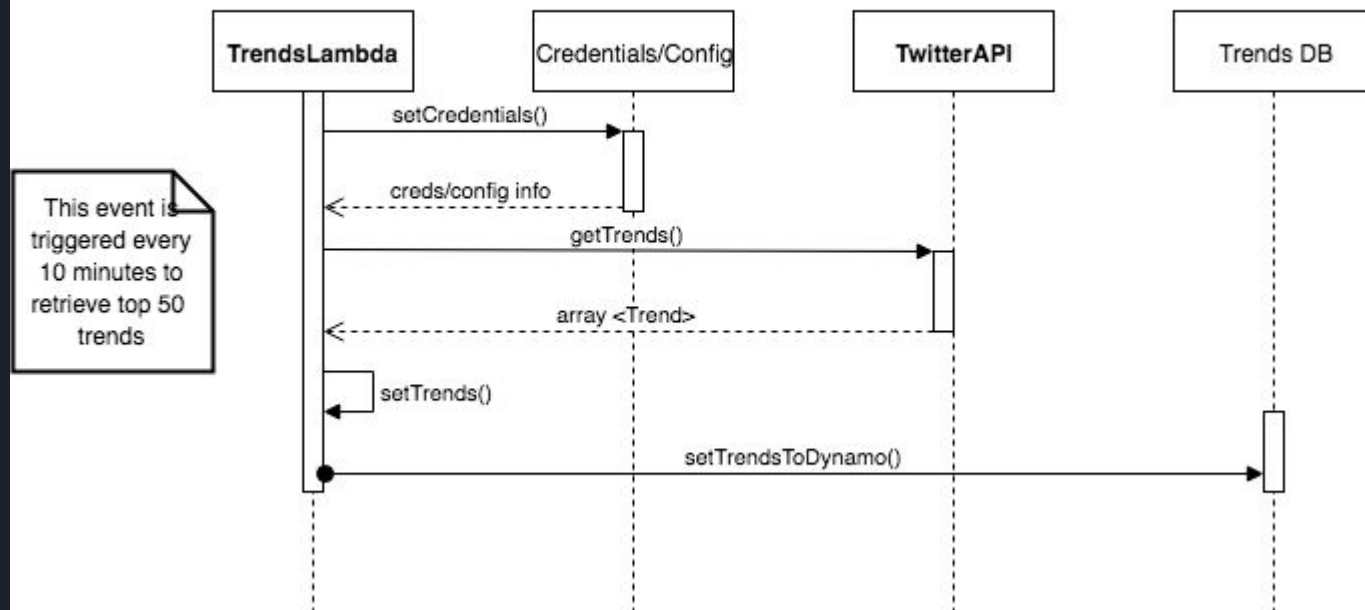 TrendsLambda
Credentials/Config
TwitterAPI
Trends DB
setCredentials()
creds/config info
This event is
triggered every
10 minutes to
retrieve top 50
trends
getTrends()
array <Trend>
setTrends()
setTrendsToDynamo()